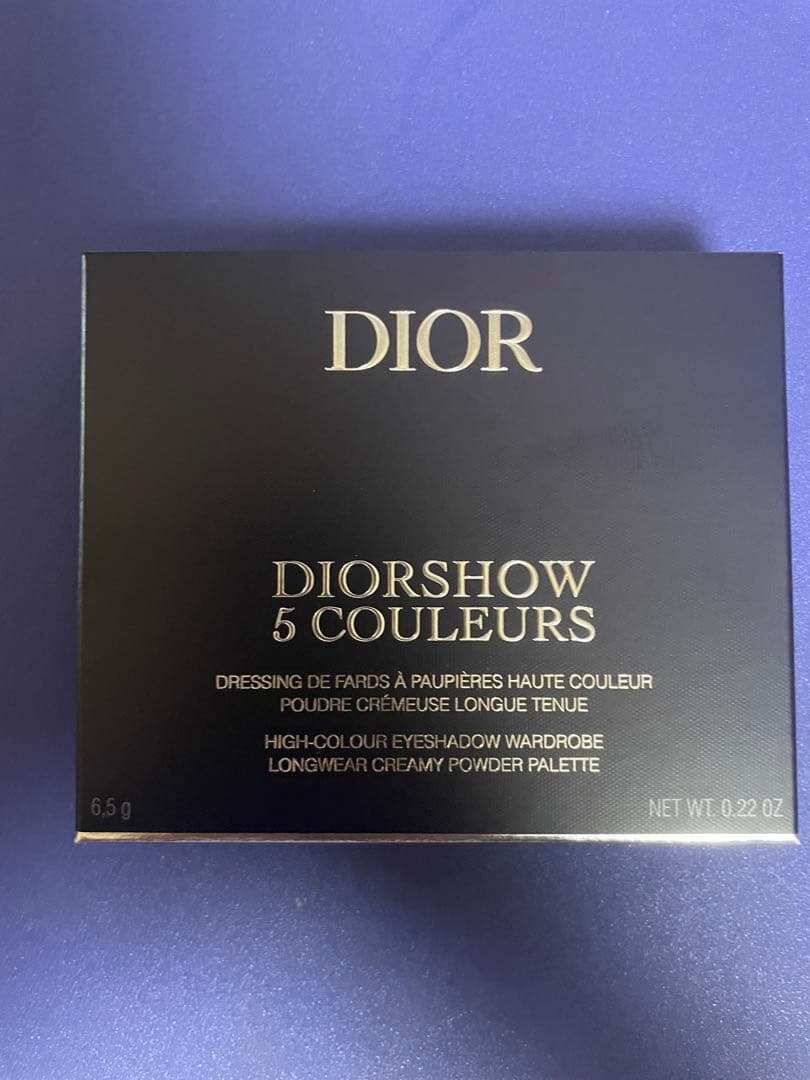 DIOR
DIORSHOW
5 COULEURS
DRESSING DE FARDS À PAUPIÈRES HAUTE COULEUR
POUDRE CRÉMEUSE LONGUE TENUE
HIGH-COLOUR EYESHADOW WARDROBE
LONGWEAR CREAMY POWDER PALETTE
6,5 g
NET WT. 0.22 OZ